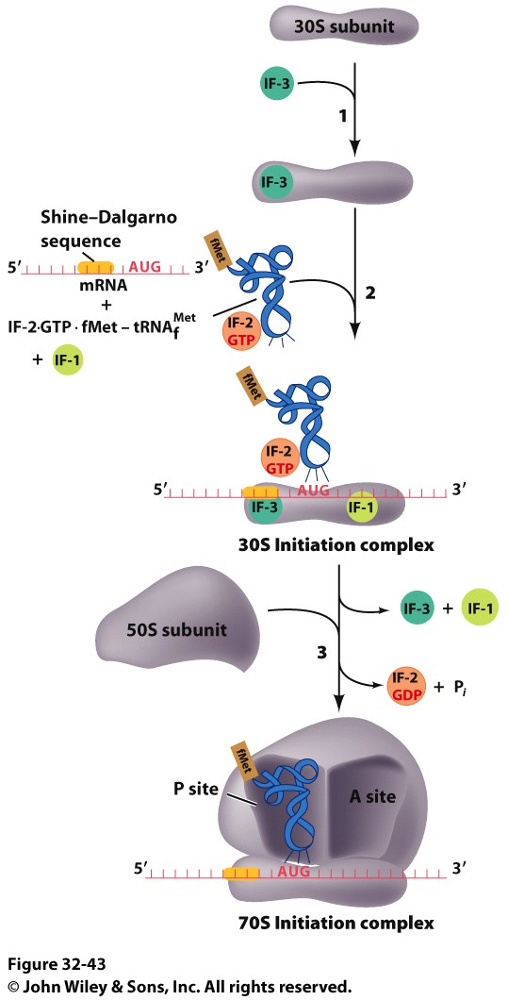 30S subunit
IF-3
1
IF-3
Shine–Dalgarno
sequence
5′ AUG 3′
mRNA
+
IF-2·GTP · fMet – tRNA_f^Met
+ IF-1
fMet
IF-2
GTP
2
fMet
IF-2
GTP
5′ AUG 3′
IF-3 IF-1
30S Initiation complex
50S subunit
IF-3 + IF-1
3
IF-2
GDP + Pi
fMet
P site
A site
5′ AUG 3′
70S Initiation complex
Figure 32-43
© John Wiley & Sons, Inc. All rights reserved.